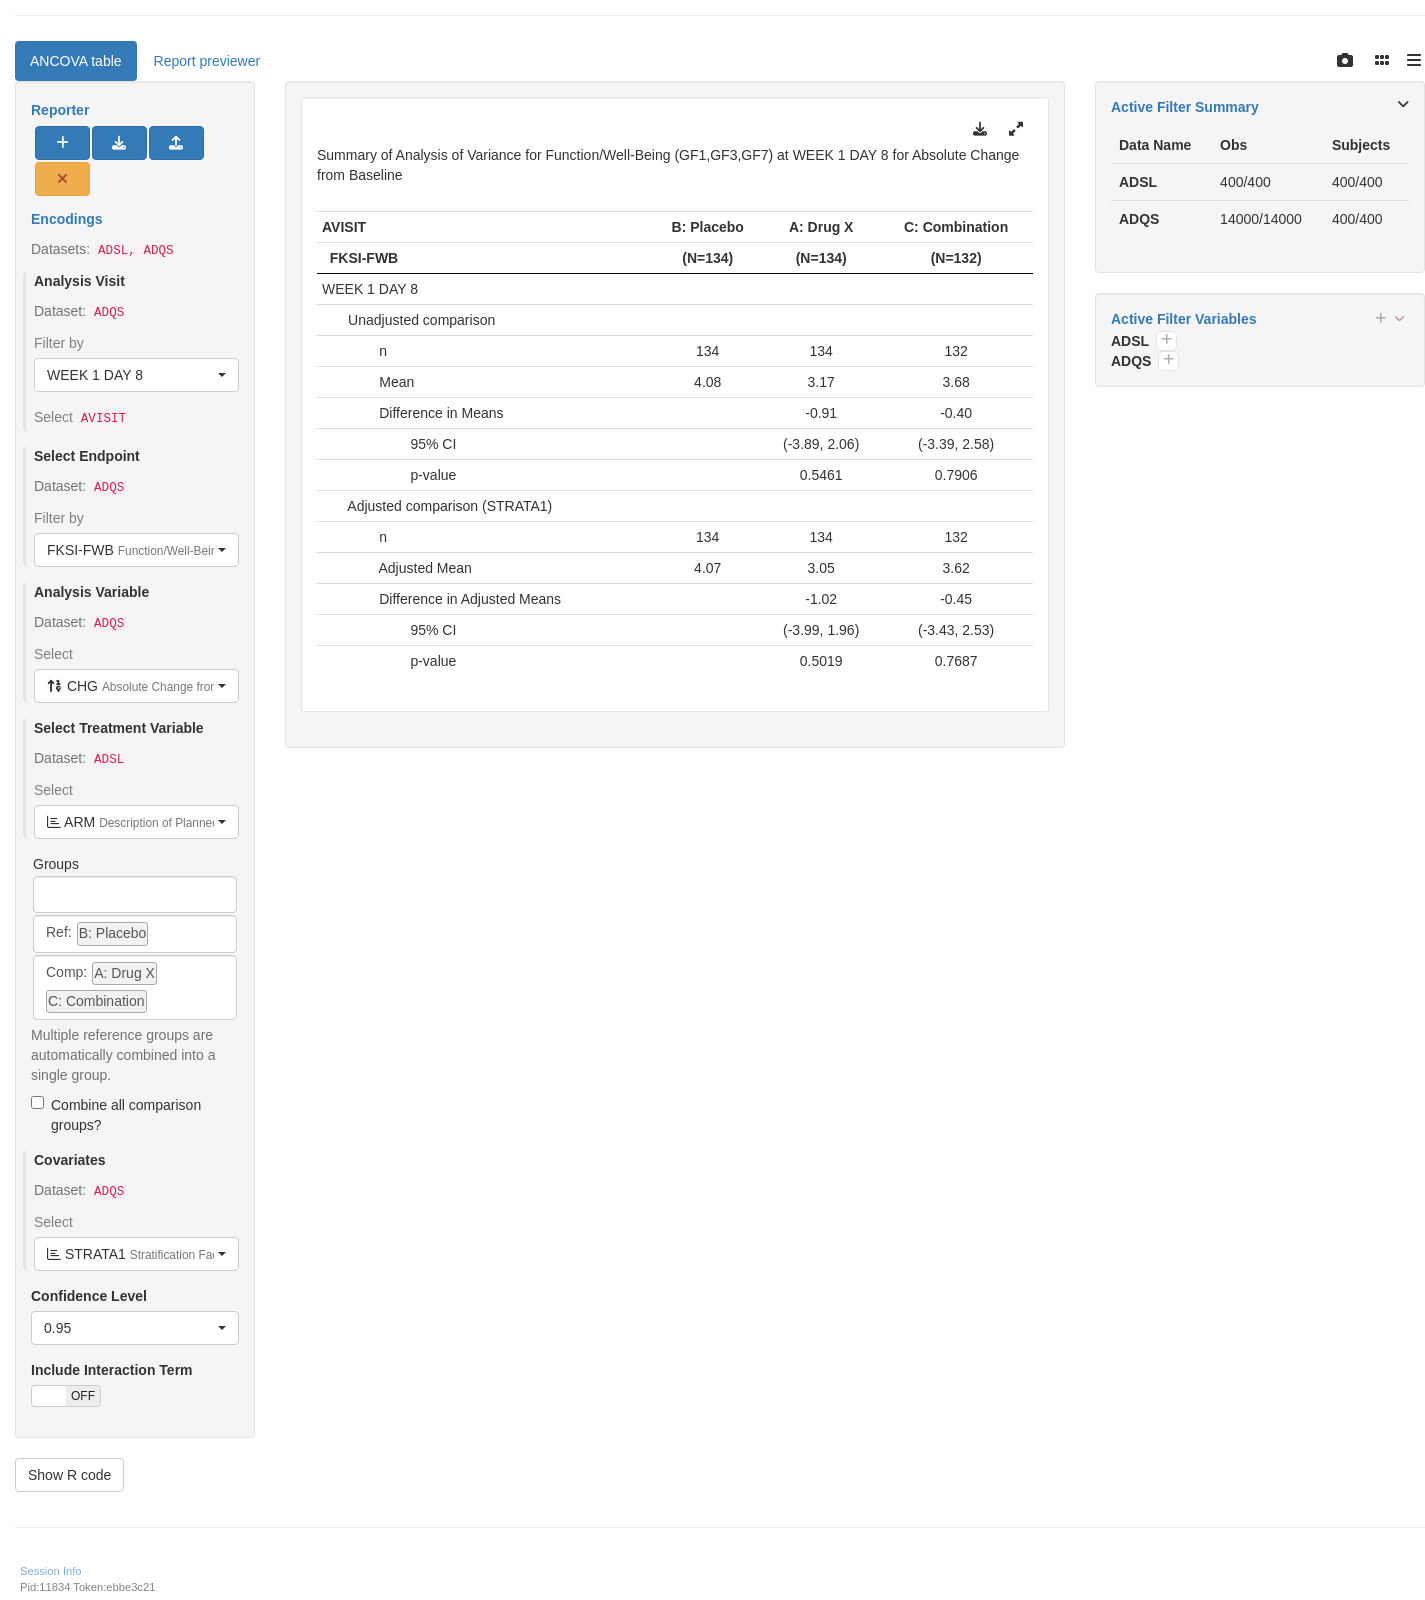 ANCOVA table
Report previewer
Reporter
Encodings
Datasets: ADSL, ADQS
Analysis Visit
Dataset: ADQS
Filter by
WEEK 1 DAY 8
Select AVISIT
Select Endpoint
Dataset: ADQS
Filter by
FKSI-FWB Function/Well-Bein
Analysis Variable
Dataset: ADQS
Select
CHG Absolute Change from
Select Treatment Variable
Dataset: ADSL
Select
ARM Description of Planned
Groups
Ref: B: Placebo
Comp: A: Drug X
C: Combination
Multiple reference groups are
automatically combined into a
single group.
Combine all comparison
groups?
Covariates
Dataset: ADQS
Select
STRATA1 Stratification Fac
Confidence Level
0.95
Include Interaction Term
OFF
Show R code
Summary of Analysis of Variance for Function/Well-Being (GF1,GF3,GF7) at WEEK 1 DAY 8 for Absolute Change
from Baseline
AVISIT B: Placebo A: Drug X C: Combination
FKSI-FWB (N=134) (N=134) (N=132)
WEEK 1 DAY 8
Unadjusted comparison
n 134 134 132
Mean 4.08 3.17 3.68
Difference in Means -0.91 -0.40
95% CI (-3.89, 2.06) (-3.39, 2.58)
p-value 0.5461 0.7906
Adjusted comparison (STRATA1)
n 134 134 132
Adjusted Mean 4.07 3.05 3.62
Difference in Adjusted Means -1.02 -0.45
95% CI (-3.99, 1.96) (-3.43, 2.53)
p-value 0.5019 0.7687
Active Filter Summary
Data Name Obs Subjects
ADSL 400/400 400/400
ADQS 14000/14000 400/400
Active Filter Variables
ADSL
ADQS
Session Info
Pid:11834 Token:ebbe3c21